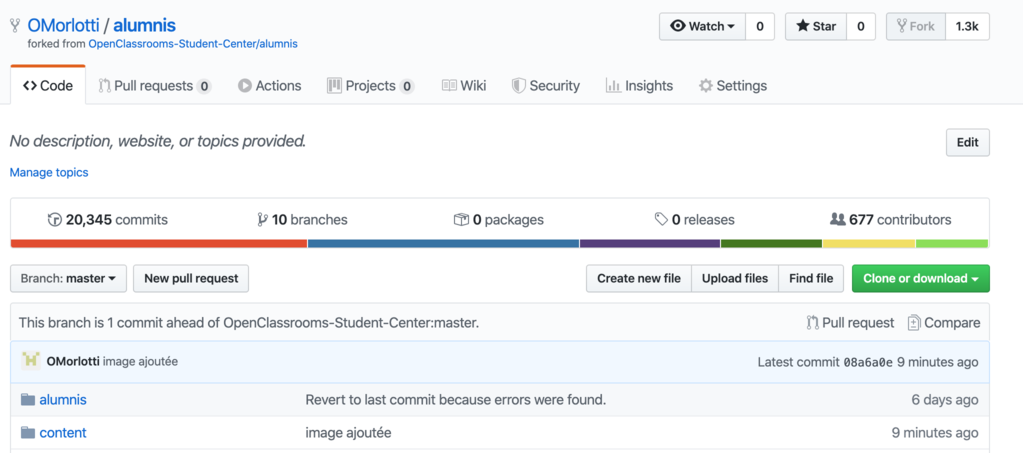 OMorlotti / alumnis
Watch 0 Star 0 Fork 1.3k
forked from OpenClassrooms-Student-Center/alumnis
Code Pull requests 0 Actions Projects 0 Wiki Security Insights Settings
No description, website, or topics provided. Edit
Manage topics
20,345 commits 10 branches 0 packages 0 releases 677 contributors
Branch: master New pull request Create new file Upload files Find file Clone or download
This branch is 1 commit ahead of OpenClassrooms-Student-Center:master. Pull request Compare
OMorlotti image ajoutée Latest commit 08a6a0e 9 minutes ago
alumnis Revert to last commit because errors were found. 6 days ago
content image ajoutée 9 minutes ago